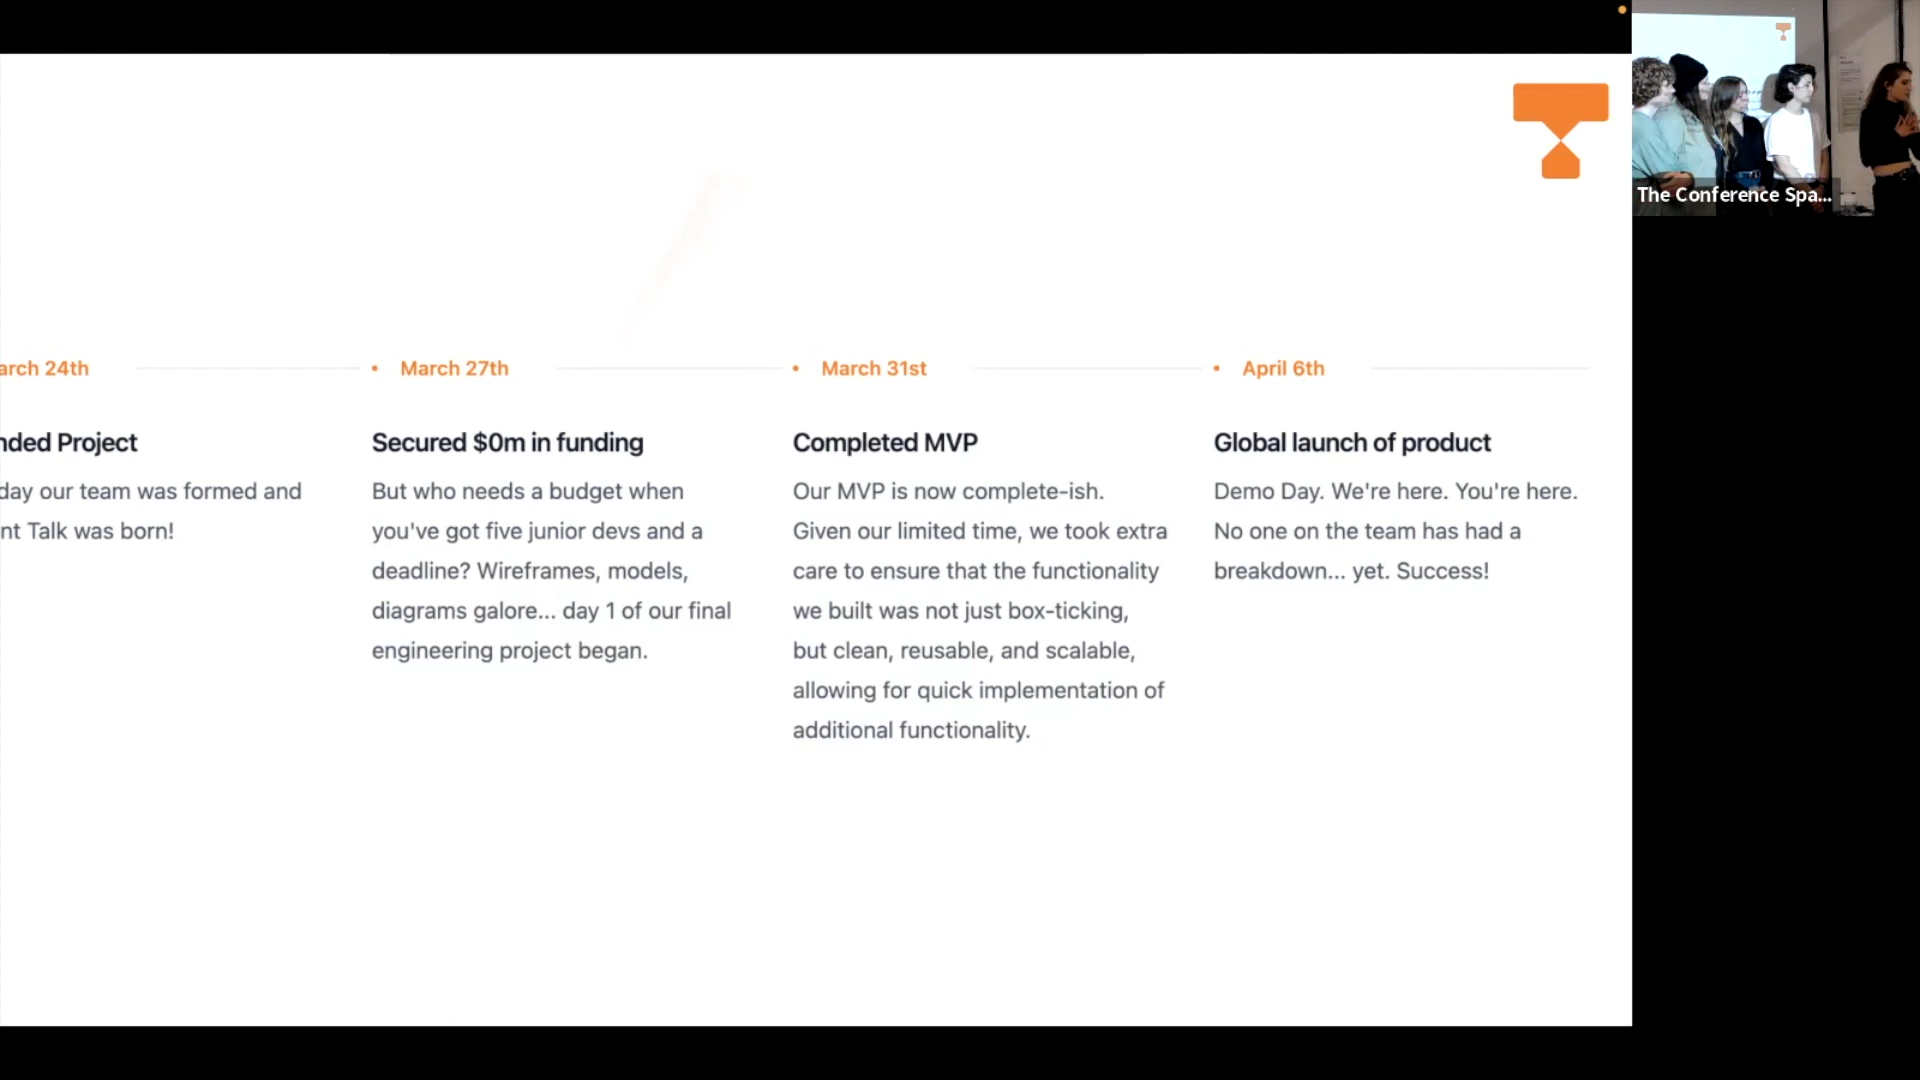 arch 24th
nded Project
day our team was formed and
nt Talk was born!
March 27th
Secured $0m in funding
But who needs a budget when
you've got five junior devs and a
deadline? Wireframes, models,
diagrams galore... day 1 of our final
engineering project began.
March 31st
Completed MVP
Our MVP is now complete-ish.
Given our limited time, we took extra
care to ensure that the functionality
we built was not just box-ticking,
but clean, reusable, and scalable,
allowing for quick implementation of
additional functionality.
April 6th
Global launch of product
Demo Day. We're here. You're here.
No one on the team has had a
breakdown... yet. Success!
The Conference Spa...